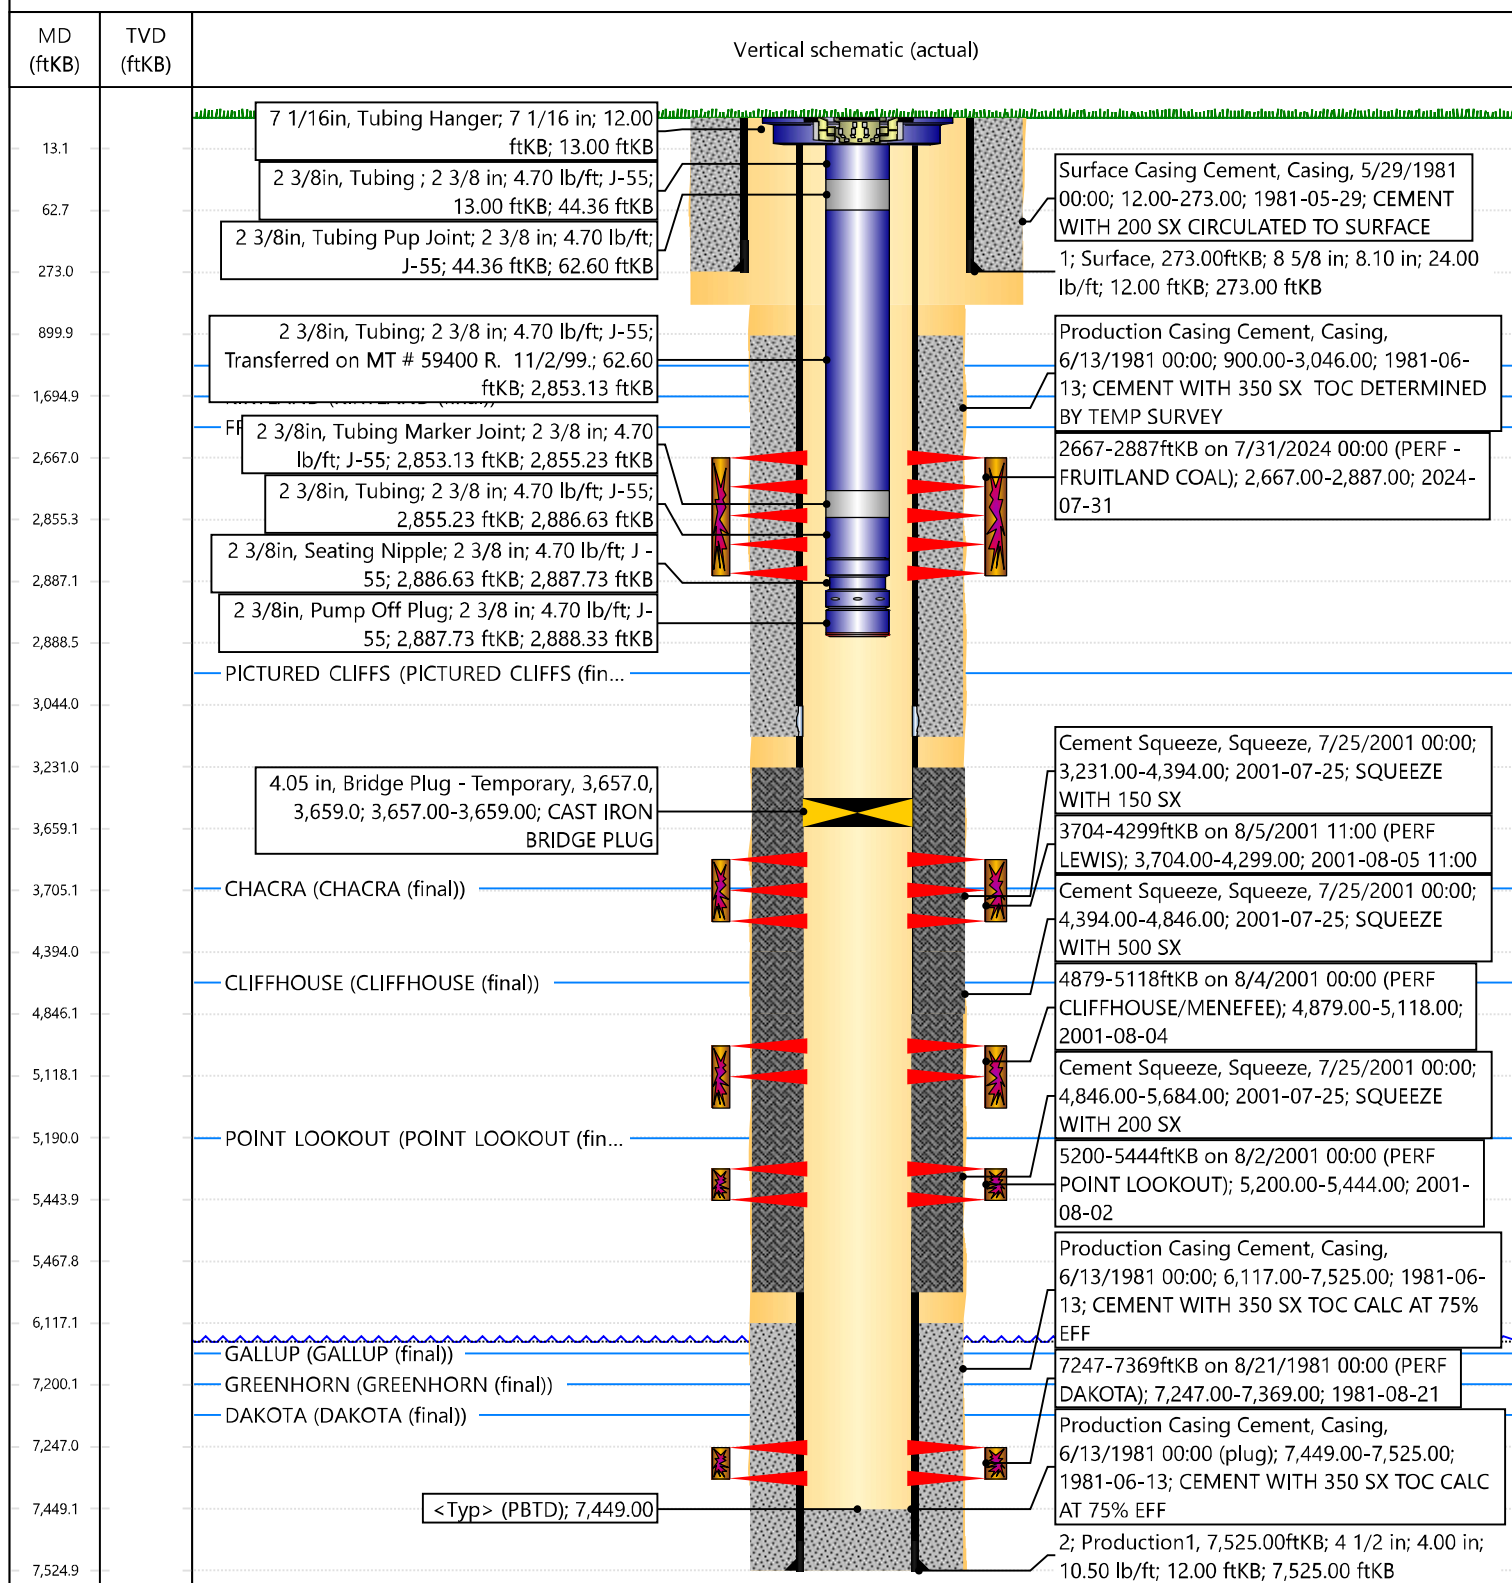 MD
(ftKB)
TVD
(ftKB)
Vertical schematic (actual)
13.1
62.7
273.0
899.9
1,694.9
2,667.0
2,855.3
2,887.1
2,888.5
3,044.0
3,231.0
3,659.1
3,705.1
4,394.0
4,846.1
5,118.1
5,190.0
5,443.9
5,467.8
6,117.1
7,200.1
7,247.0
7,449.1
7,524.9
7 1/16in, Tubing Hanger; 7 1/16 in; 12.00
ftKB; 13.00 ftKB
2 3/8in, Tubing ; 2 3/8 in; 4.70 lb/ft; J-55;
13.00 ftKB; 44.36 ftKB
2 3/8in, Tubing Pup Joint; 2 3/8 in; 4.70 lb/ft;
J-55; 44.36 ftKB; 62.60 ftKB
2 3/8in, Tubing; 2 3/8 in; 4.70 lb/ft; J-55;
Transferred on MT # 59400 R. 11/2/99.; 62.60
ftKB; 2,853.13 ftKB
2 3/8in, Tubing Marker Joint; 2 3/8 in; 4.70
lb/ft; J-55; 2,853.13 ftKB; 2,855.23 ftKB
2 3/8in, Tubing; 2 3/8 in; 4.70 lb/ft; J-55;
2,855.23 ftKB; 2,886.63 ftKB
2 3/8in, Seating Nipple; 2 3/8 in; 4.70 lb/ft; J -
55; 2,886.63 ftKB; 2,887.73 ftKB
2 3/8in, Pump Off Plug; 2 3/8 in; 4.70 lb/ft; J-
55; 2,887.73 ftKB; 2,888.33 ftKB
PICTURED CLIFFS (PICTURED CLIFFS (fin...
4.05 in, Bridge Plug - Temporary, 3,657.0,
3,659.0; 3,657.00-3,659.00; CAST IRON
BRIDGE PLUG
CHACRA (CHACRA (final))
CLIFFHOUSE (CLIFFHOUSE (final))
POINT LOOKOUT (POINT LOOKOUT (fin...
GALLUP (GALLUP (final))
GREENHORN (GREENHORN (final))
DAKOTA (DAKOTA (final))
<Typ> (PBTD); 7,449.00
Surface Casing Cement, Casing, 5/29/1981
00:00; 12.00-273.00; 1981-05-29; CEMENT
WITH 200 SX CIRCULATED TO SURFACE
1; Surface, 273.00ftKB; 8 5/8 in; 8.10 in; 24.00
lb/ft; 12.00 ftKB; 273.00 ftKB
Production Casing Cement, Casing,
6/13/1981 00:00; 900.00-3,046.00; 1981-06-
13; CEMENT WITH 350 SX TOC DETERMINED
BY TEMP SURVEY
2667-2887ftKB on 7/31/2024 00:00 (PERF -
FRUITLAND COAL); 2,667.00-2,887.00; 2024-
07-31
Cement Squeeze, Squeeze, 7/25/2001 00:00;
3,231.00-4,394.00; 2001-07-25; SQUEEZE
WITH 150 SX
3704-4299ftKB on 8/5/2001 11:00 (PERF
LEWIS); 3,704.00-4,299.00; 2001-08-05 11:00
Cement Squeeze, Squeeze, 7/25/2001 00:00;
4,394.00-4,846.00; 2001-07-25; SQUEEZE
WITH 500 SX
4879-5118ftKB on 8/4/2001 00:00 (PERF
CLIFFHOUSE/MENEFEE); 4,879.00-5,118.00;
2001-08-04
Cement Squeeze, Squeeze, 7/25/2001 00:00;
4,846.00-5,684.00; 2001-07-25; SQUEEZE
WITH 200 SX
5200-5444ftKB on 8/2/2001 00:00 (PERF
POINT LOOKOUT); 5,200.00-5,444.00; 2001-
08-02
Production Casing Cement, Casing,
6/13/1981 00:00; 6,117.00-7,525.00; 1981-06-
13; CEMENT WITH 350 SX TOC CALC AT 75%
EFF
7247-7369ftKB on 8/21/1981 00:00 (PERF
DAKOTA); 7,247.00-7,369.00; 1981-08-21
Production Casing Cement, Casing,
6/13/1981 00:00 (plug); 7,449.00-7,525.00;
1981-06-13; CEMENT WITH 350 SX TOC CALC
AT 75% EFF
2; Production1, 7,525.00ftKB; 4 1/2 in; 4.00 in;
10.50 lb/ft; 12.00 ftKB; 7,525.00 ftKB